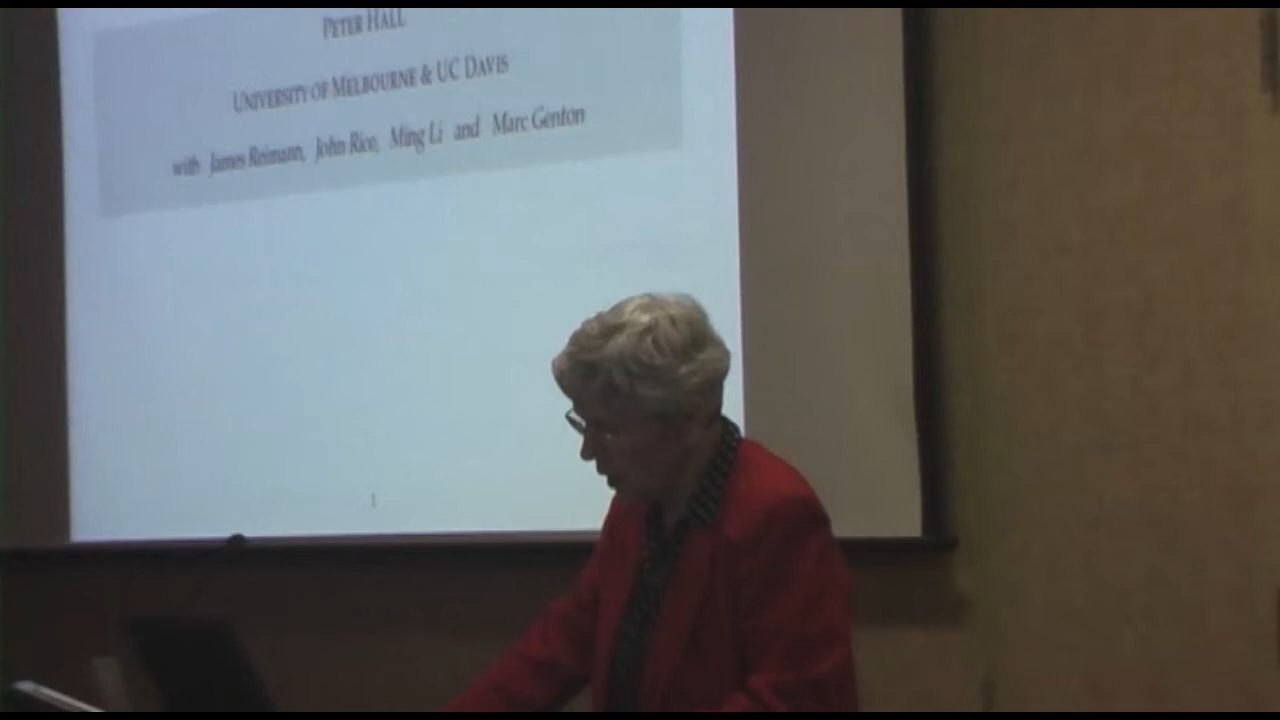 PETER HALL
UNIVERSITY OF MELBOURNE & UC DAVIS
with James Reimann, John Rice, Ming Li and Marc Genton
1